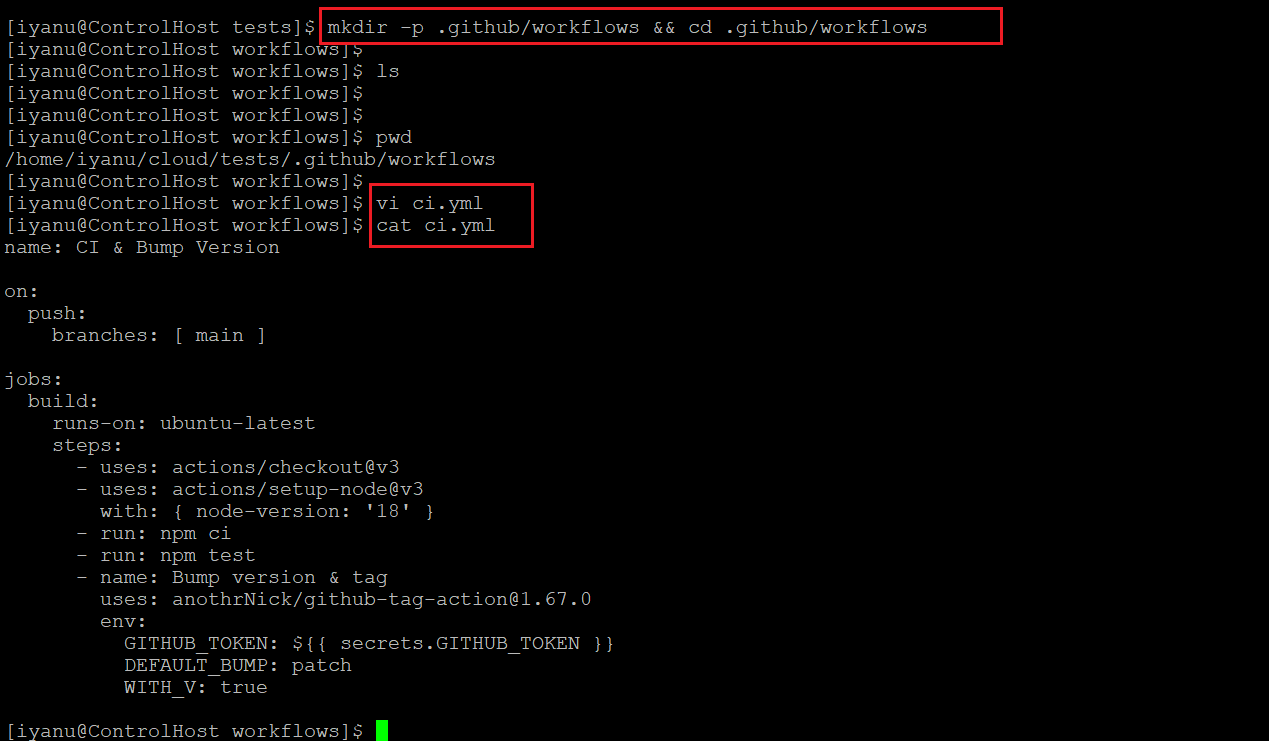 [iyanu@ControlHost tests]$ mkdir -p .github/workflows && cd .github/workflows
[iyanu@ControlHost workflows]$
[iyanu@ControlHost workflows]$ ls
[iyanu@ControlHost workflows]$
[iyanu@ControlHost workflows]$
[iyanu@ControlHost workflows]$ pwd
/home/iyanu/cloud/tests/.github/workflows
[iyanu@ControlHost workflows]$
[iyanu@ControlHost workflows]$ vi ci.yml
[iyanu@ControlHost workflows]$ cat ci.yml
name: CI & Bump Version

on:
  push:
    branches: [ main ]

jobs:
  build:
    runs-on: ubuntu-latest
    steps:
      - uses: actions/checkout@v3
      - uses: actions/setup-node@v3
        with: { node-version: '18' }
      - run: npm ci
      - run: npm test
      - name: Bump version & tag
        uses: anothrNick/github-tag-action@1.67.0
        env:
          GITHUB_TOKEN: ${{ secrets.GITHUB_TOKEN }}
          DEFAULT_BUMP: patch
          WITH_V: true

[iyanu@ControlHost workflows]$